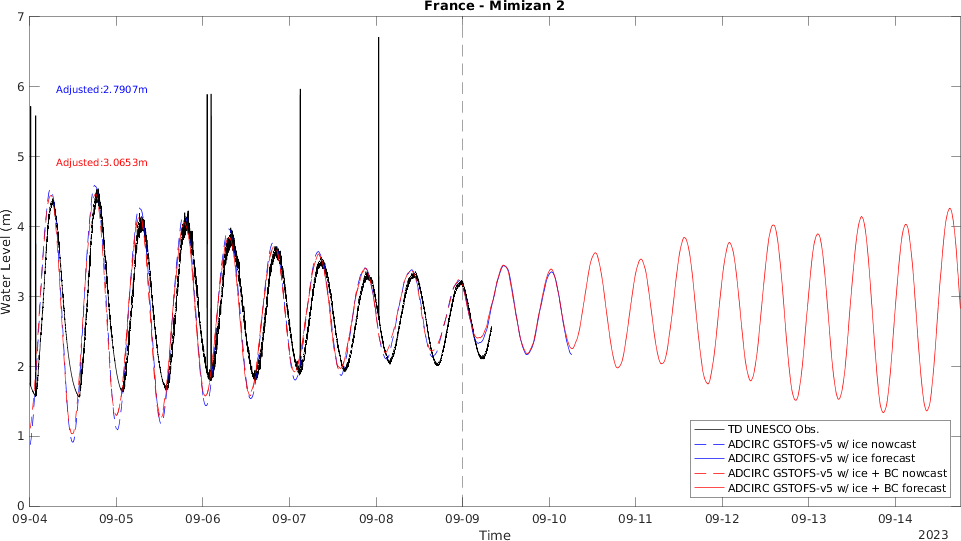 France - Mimizan 2
7
6
5
4
3
2
1
0
Water Level (m)
Adjusted:2.7907m
Adjusted:3.0653m
TD UNESCO Obs.
ADCIRC GSTOFS-v5 w/ ice nowcast
ADCIRC GSTOFS-v5 w/ ice forecast
ADCIRC GSTOFS-v5 w/ ice + BC nowcast
ADCIRC GSTOFS-v5 w/ ice + BC forecast
09-04 09-05 09-06 09-07 09-08 09-09 09-10 09-11 09-12 09-13 09-14
Time
2023